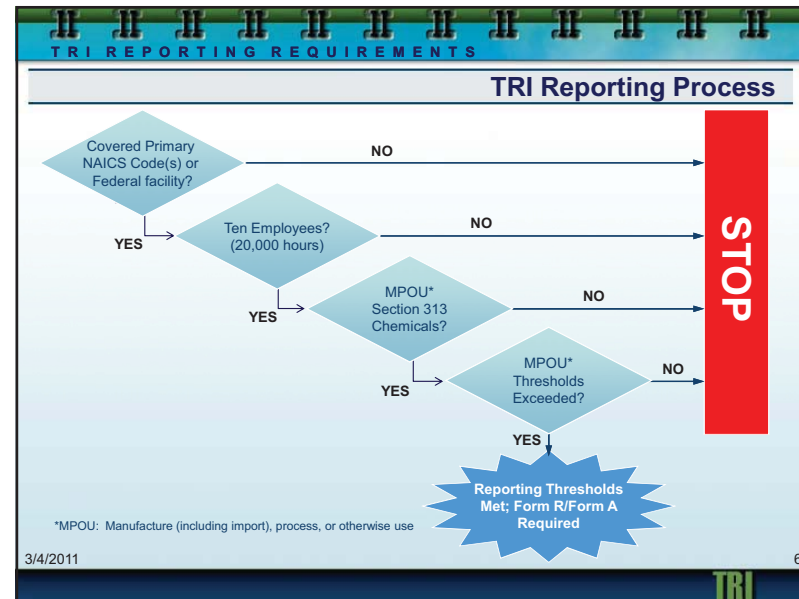 TRI REPORTING REQUIREMENTS
TRI Reporting Process
Covered Primary
NAICS Code(s) or
Federal facility?
NO
YES
Ten Employees?
(20,000 hours)
NO
YES
MPOU*
Section 313
Chemicals?
NO
YES
MPOU*
Thresholds
Exceeded?
NO
YES
STOP
Reporting Thresholds
Met; Form R/Form A
Required
*MPOU: Manufacture (including import), process, or otherwise use
3/4/2011
6
TRI